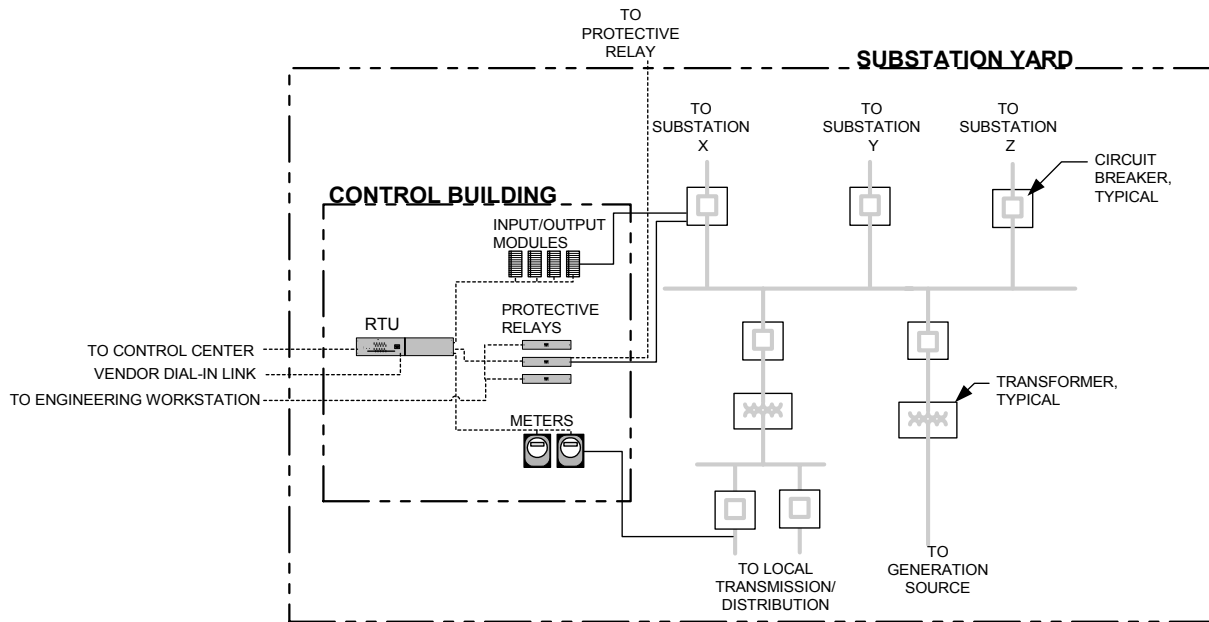 TO
PROTECTIVE
RELAY
SUBSTATION YARD
TO
SUBSTATION
X
TO
SUBSTATION
Y
TO
SUBSTATION
Z
CIRCUIT
BREAKER,
TYPICAL
CONTROL BUILDING
INPUT/OUTPUT
MODULES
RTU
PROTECTIVE
RELAYS
TO CONTROL CENTER
VENDOR DIAL-IN LINK
TO ENGINEERING WORKSTATION
TRANSFORMER,
TYPICAL
METERS
TO LOCAL
TRANSMISSION/
DISTRIBUTION
TO
GENERATION
SOURCE